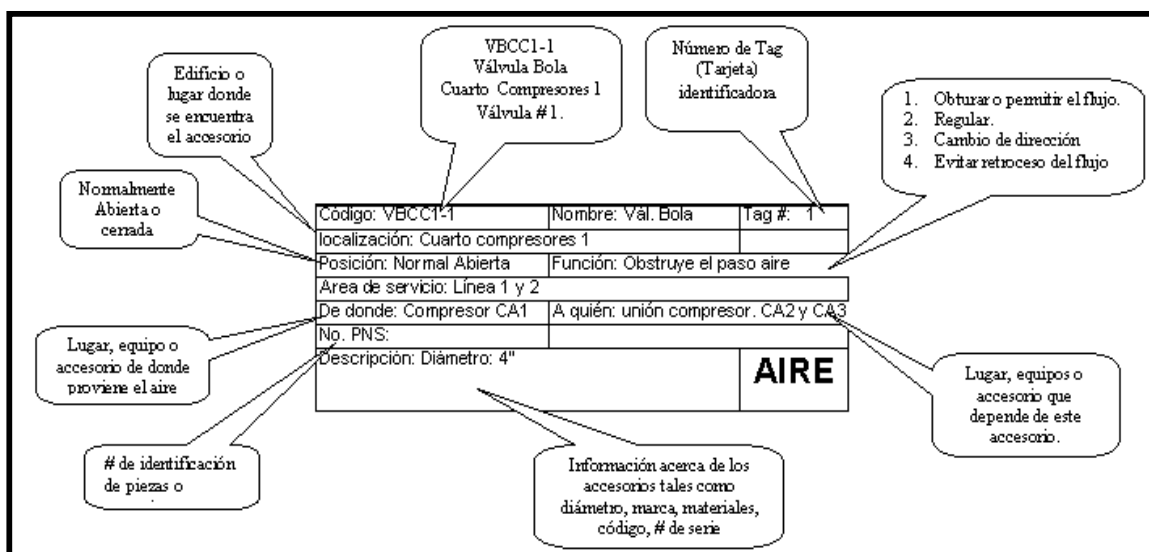 VBCC1-1
Válvula Bola
Cuarto Compresores 1
Válvula # 1.
Número de Tag
(Tarjeta)
identificadora
Edificio o
lugar donde
se encuentra
el accesorio
1. Obturar o permitir el flujo.
2. Regular.
3. Cambio de dirección
4. Evitar retroceso del flujo
Normalmente
Abierta o
cerrada
Código: VBCC1-1 Nombre: Vál. Bola Tag #: 1
localización: Cuarto compresores 1
Posición: Normal Abierta Función: Obstruye el paso aire
Area de servicio: Línea 1 y 2
De donde: Compresor CA1 A quién: unión compresor. CA2 y CA3
No. PNS:
Descripción: Diámetro: 4"
AIRE
Lugar, equipo o
accesorio de donde
proviene el aire
Lugar, equipos o
accesorio que
depende de este
accesorio.
# de identificación
de piezas o
Información acerca de los
accesorios tales como
diámetro, marca, materiales,
código, # de serie